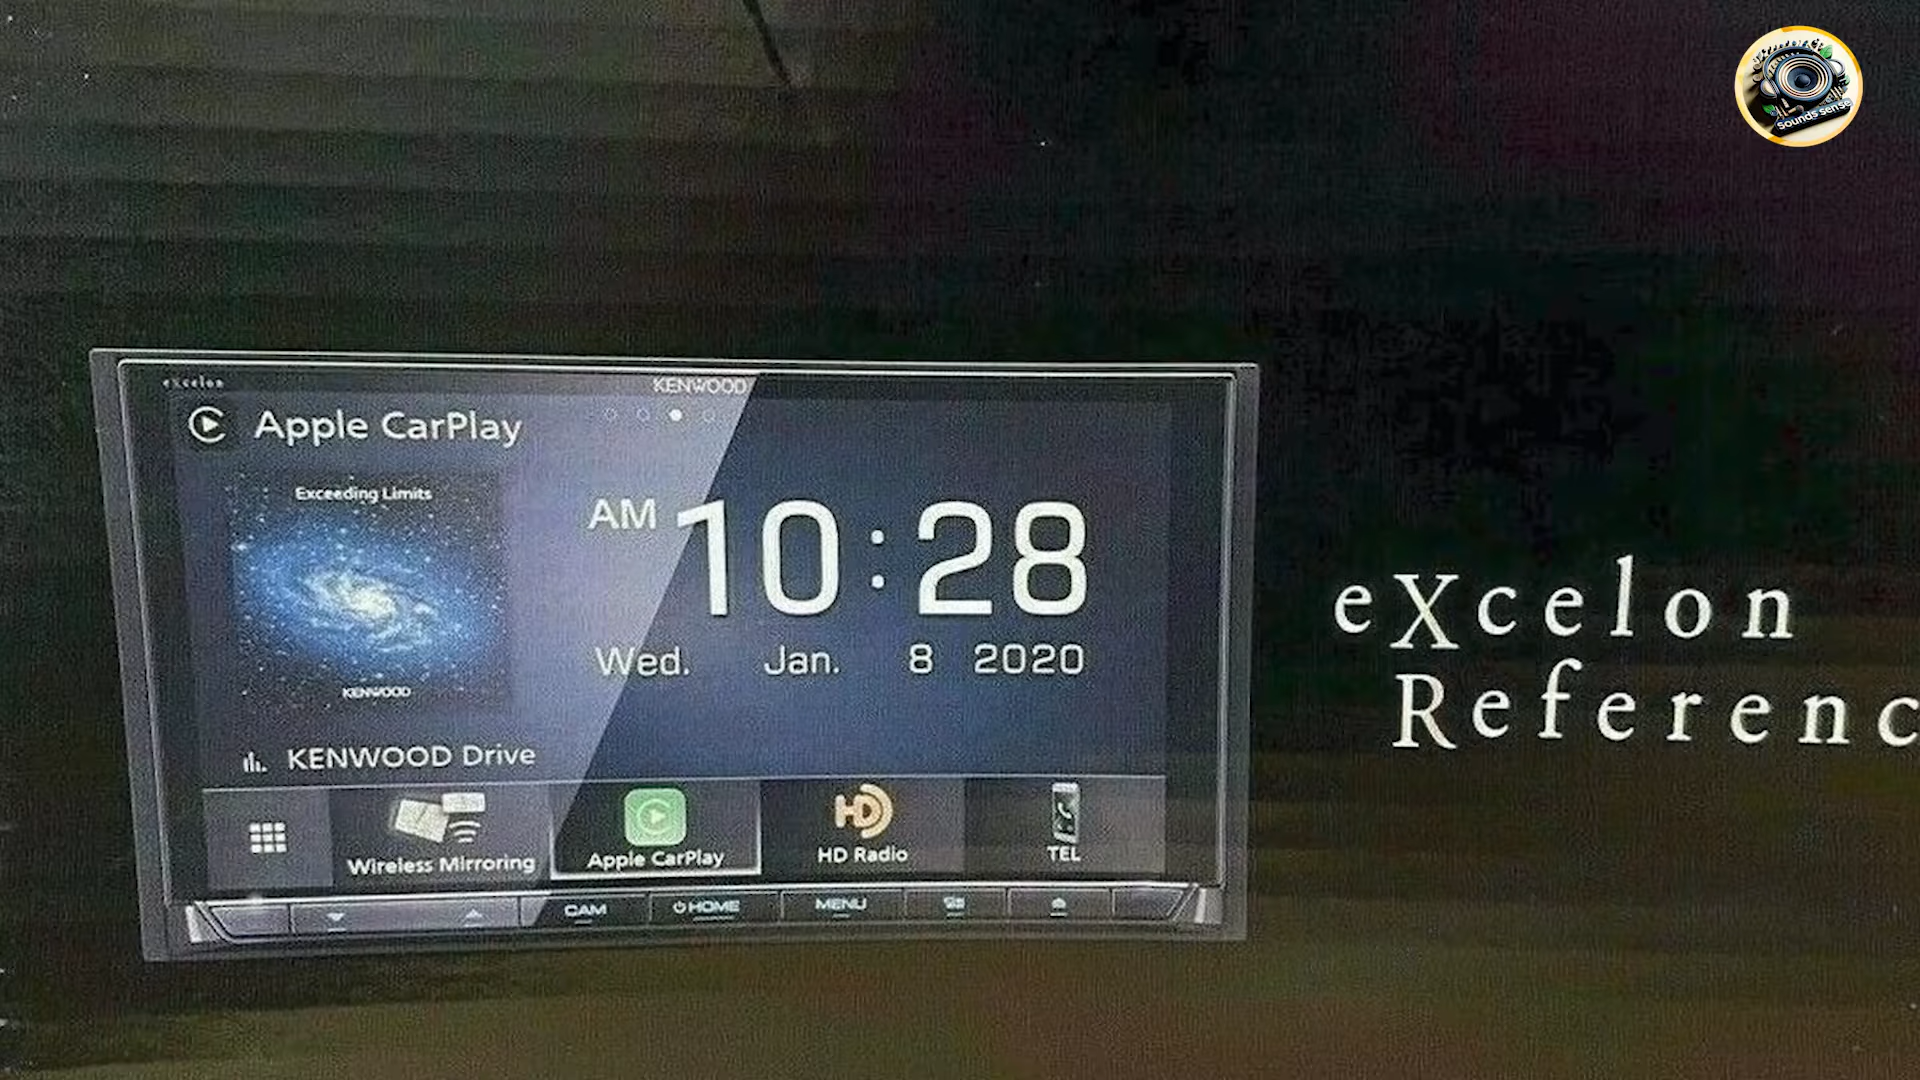 sounds sense
eXcelon
KENWOOD
Apple CarPlay
Exceeding Limits
KENWOOD
AM 10:28
Wed. Jan. 8 2020
KENWOOD Drive
Wireless Mirroring
Apple CarPlay
HD Radio
TEL
CAM
HOME
MENU
eXcelon
Referenc